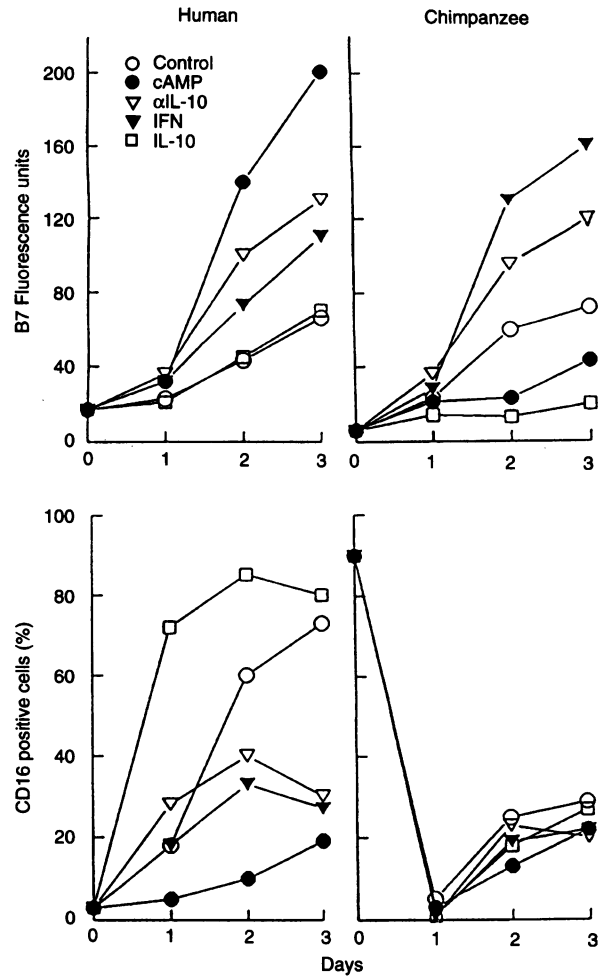 Human
Chimpanzee
B7 Fluorescence units
200
160
120
80
40
0
Control
cAMP
αIL-10
IFN
IL-10
0 1 2 3
0 1 2 3
CD16 positive cells (%)
100
80
60
40
20
0
0 1 2 3
0 1 2 3
Days